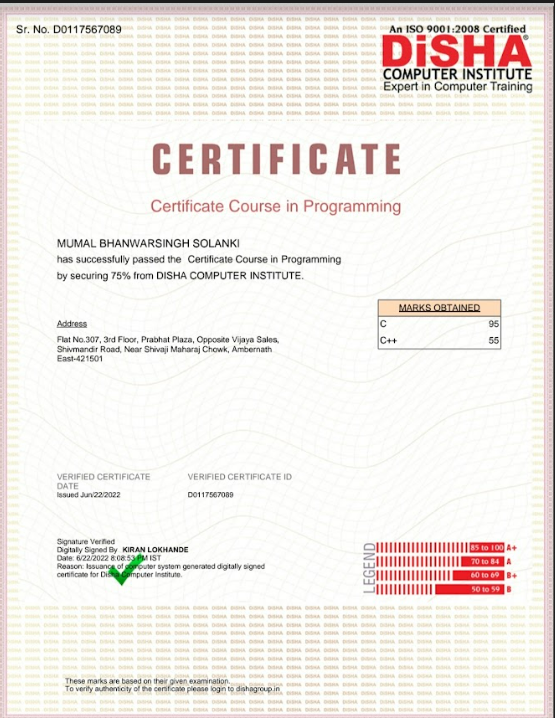 Sr. No. D0117567089
An ISO 9001:2008 Certified
DiSHA®
COMPUTER INSTITUTE
Expert in Computer Training
CERTIFICATE
Certificate Course in Programming
MUMAL BHANWARSINGH SOLANKI
has successfully passed the Certificate Course in Programming
by securing 75% from DISHA COMPUTER INSTITUTE.
MARKS OBTAINED
C 95
C++ 55
Address
Flat No.307, 3rd Floor, Prabhat Plaza, Opposite Vijaya Sales,
Shivmandir Road, Near Shivaji Maharaj Chowk, Ambernath
East-421501
VERIFIED CERTIFICATE DATE
Issued Jun/22/2022
VERIFIED CERTIFICATE ID
D0117567089
Signature Verified
Digitally Signed By KIRAN LOKHANDE
Date: 6/22/2022 8:08:53 PM IST
Reason: Issuance of computer system generated digitally signed
certificate for Disha Computer Institute.
LEGEND
85 to 100 A+
70 to 84 A
60 to 69 B+
50 to 59 B
These marks are based on their given examination.
To verify authenticity of the certificate please login to dishagroup.in